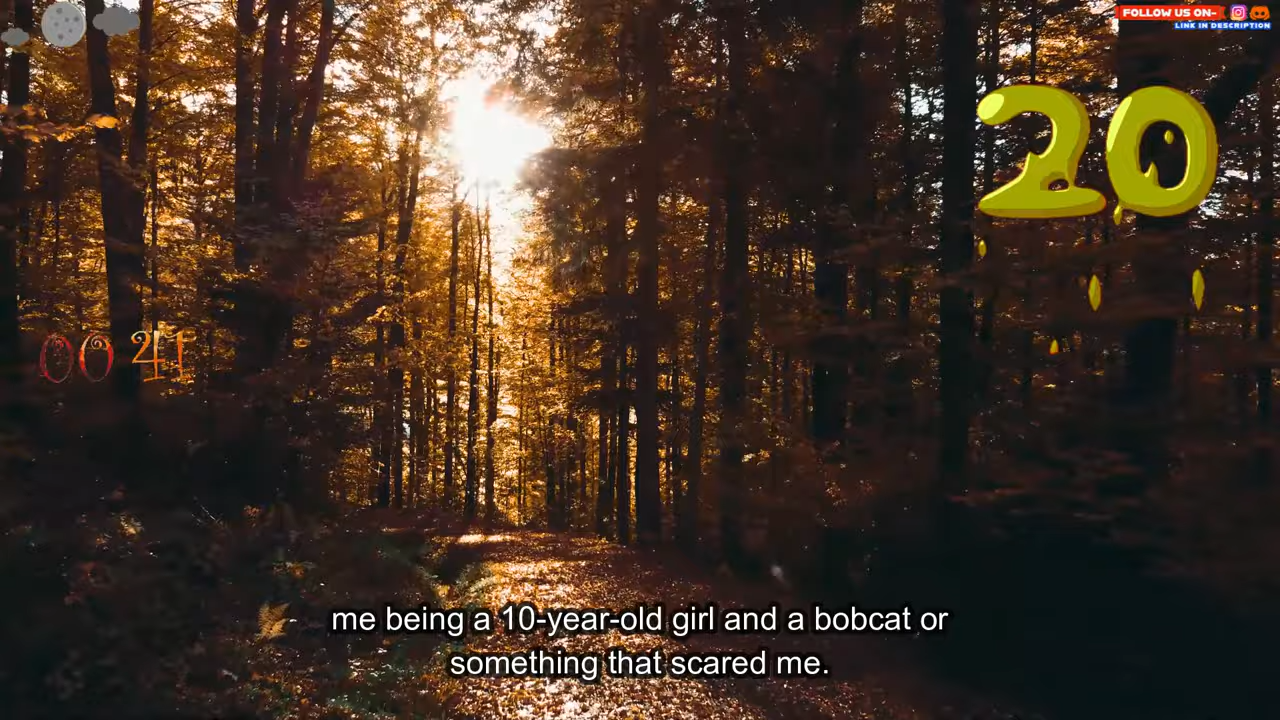 FOLLOW US ON-
LINK IN DESCRIPTION
20
00 41
me being a 10-year-old girl and a bobcat or
something that scared me.